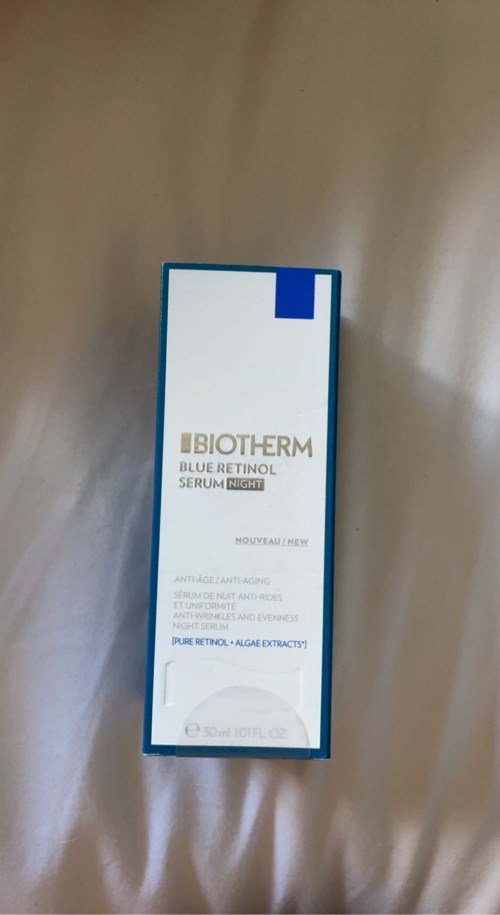 BIOTHERM
BLUE RETINOL
SERUM NIGHT
NOUVEAU / NEW
ANTI-ÂGE / ANTI-AGING
SÉRUM DE NUIT ANTI-RIDES
ET UNIFORMITÉ
ANTI-WRINKLES AND EVENNESS
NIGHT SERUM
[PURE RETINOL + ALGAE EXTRACTS*]
℮ 30 ml 1.01 FL. OZ.